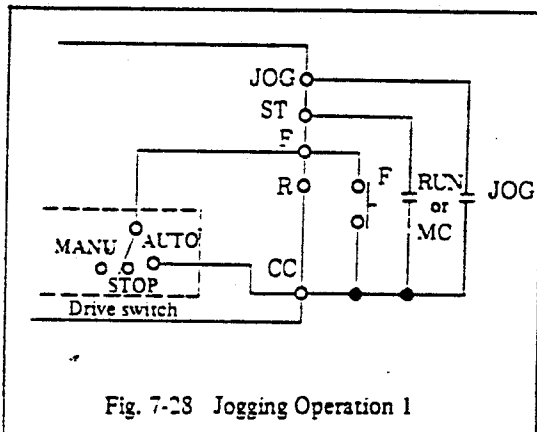 JOG
ST
F
R
F
RUN
or
MC
JOG
MANU
AUTO
STOP
CC
Drive switch
Fig. 7-28 Jogging Operation 1